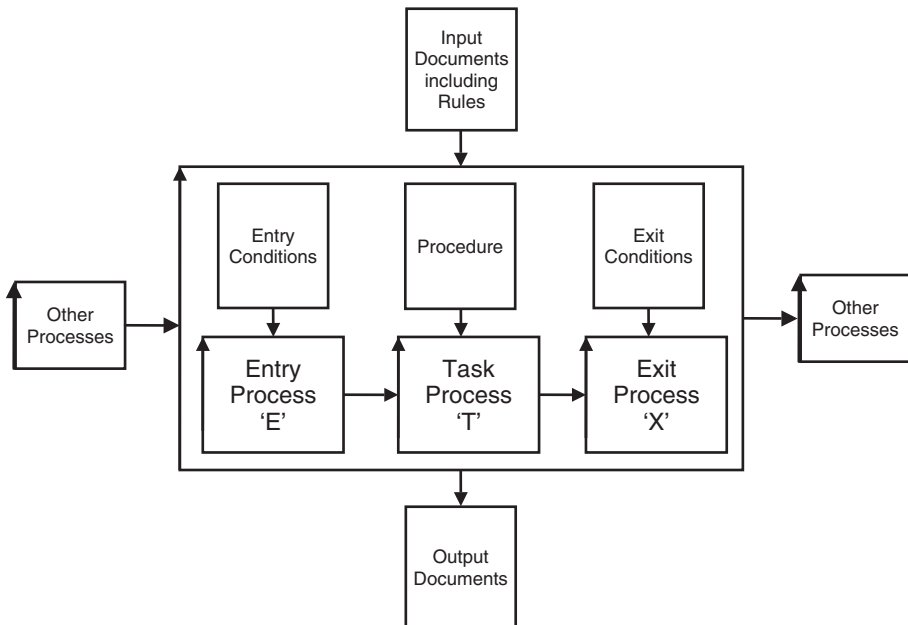 Input
Documents
including
Rules
Entry
Conditions
Procedure
Exit
Conditions
Other
Processes
Entry
Process
‘E’
Task
Process
‘T’
Exit
Process
‘X’
Other
Processes
Output
Documents